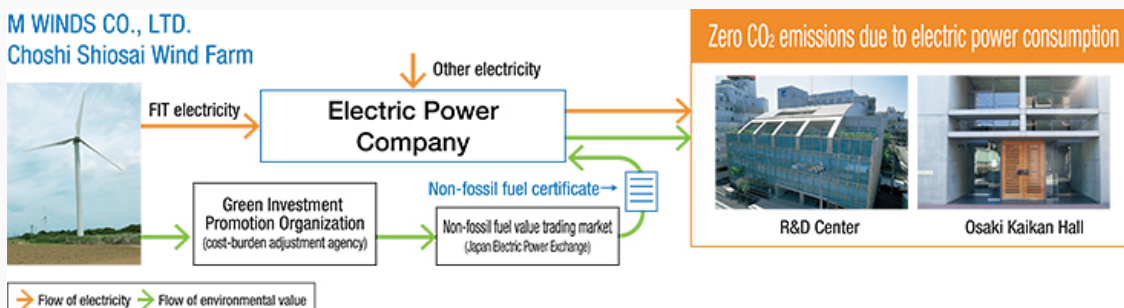 M WINDS CO., LTD.
Choshi Shiosai Wind Farm
Zero CO₂ emissions due to electric power consumption
Other electricity
FIT electricity
Electric Power
Company
Non-fossil fuel certificate→
Green Investment
Promotion Organization
(cost-burden adjustment agency)
Non-fossil fuel value trading market
(Japan Electric Power Exchange)
R&D Center
Osaki Kaikan Hall
Flow of electricity
Flow of environmental value